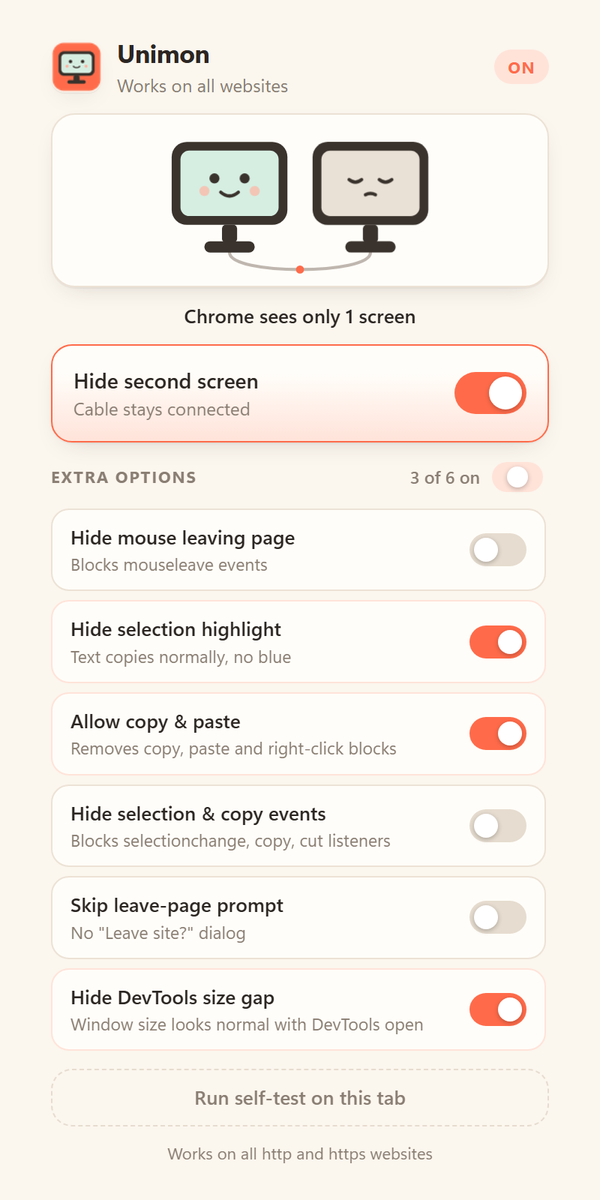 Unimon
Works on all websites
ON
Chrome sees only 1 screen
Hide second screen
Cable stays connected
EXTRA OPTIONS
3 of 6 on
Hide mouse leaving page
Blocks mouseleave events
Hide selection highlight
Text copies normally, no blue
Allow copy & paste
Removes copy, paste and right-click blocks
Hide selection & copy events
Blocks selectionchange, copy, cut listeners
Skip leave-page prompt
No "Leave site?" dialog
Hide DevTools size gap
Window size looks normal with DevTools open
Run self-test on this tab
Works on all http and https websites